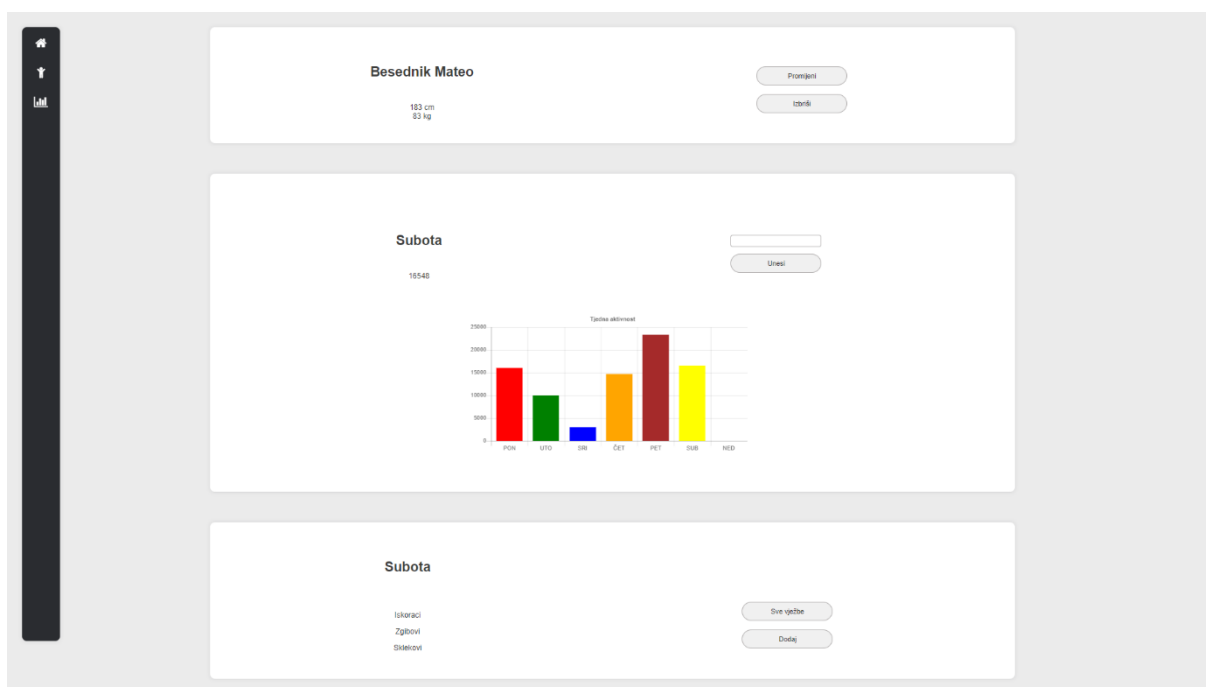 Besednik Mateo
183 cm
83 kg
Promijeni
Izbriši
Subota
16548
Unesi
Tjedna aktivnost
25000
20000
15000
10000
5000
0
PON UTO SRI ČET PET SUB NED
Subota
Iskoraci
Zgibovi
Sklekovi
Sve vježbe
Dodaj